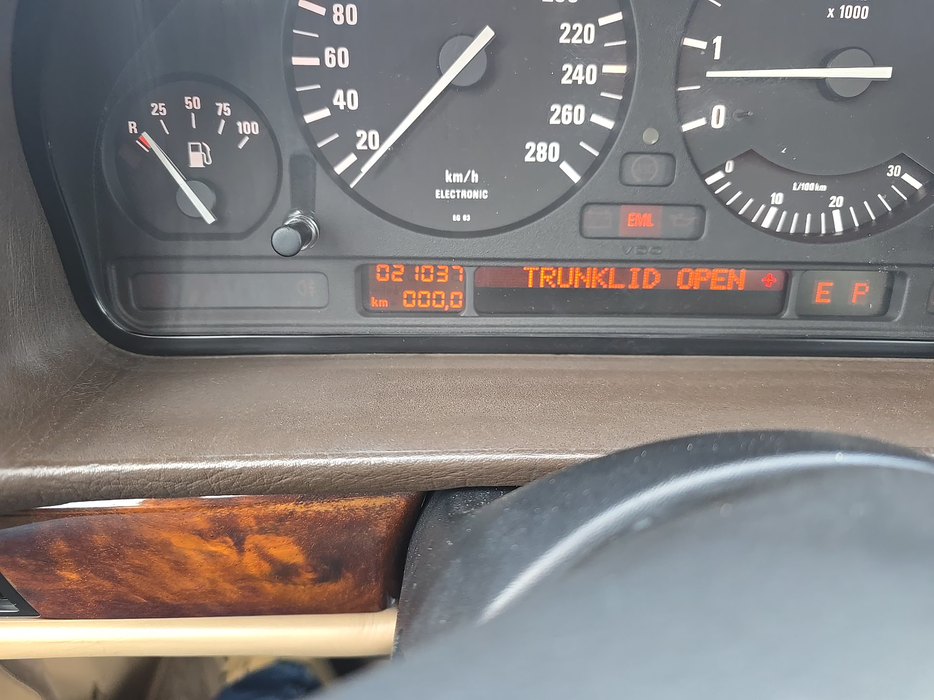 R 25 50 75 100
80
60
40
20
220
240
260
280
km/h
ELECTRONIC
x 1000
1
0
0 10 20 30
L/100km
EML
021037
km 000,0
TRUNKLID OPEN +
E P